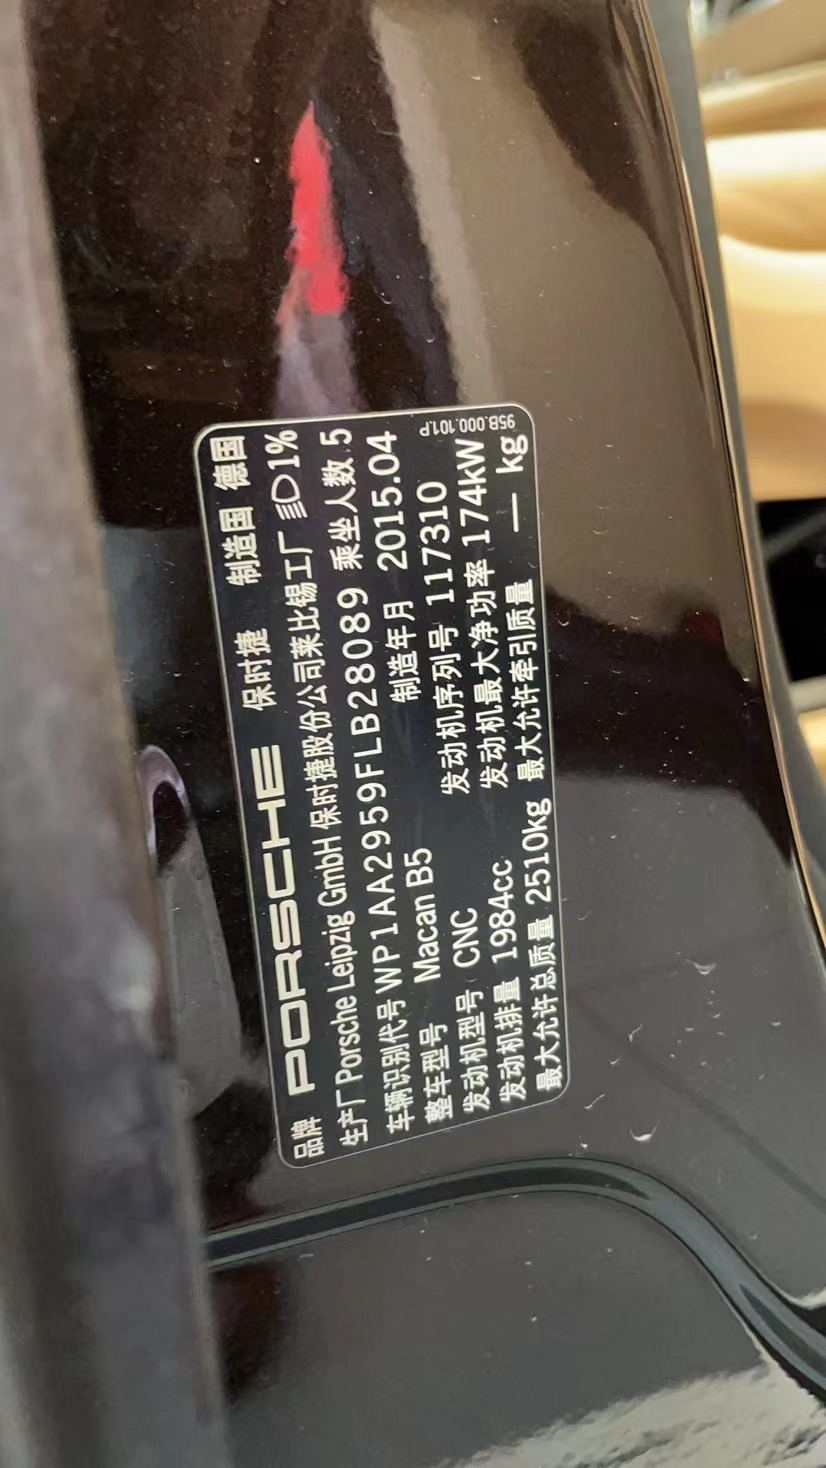 品牌 PORSCHE 保时捷 制造国 德国
生产厂 Porsche Leipzig GmbH 保时捷股份公司莱比锡工厂 1%
车辆识别代号 WP1AA2959FLB28089 乘坐人数 5
整车型号 Macan B5 制造年月 2015.04
发动机型号 CNC 发动机序列号 117310
发动机排量 1984cc 发动机最大净功率 174kW
最大允许总质量 2510kg 最大允许牵引质量 — kg
95B.000.101.P